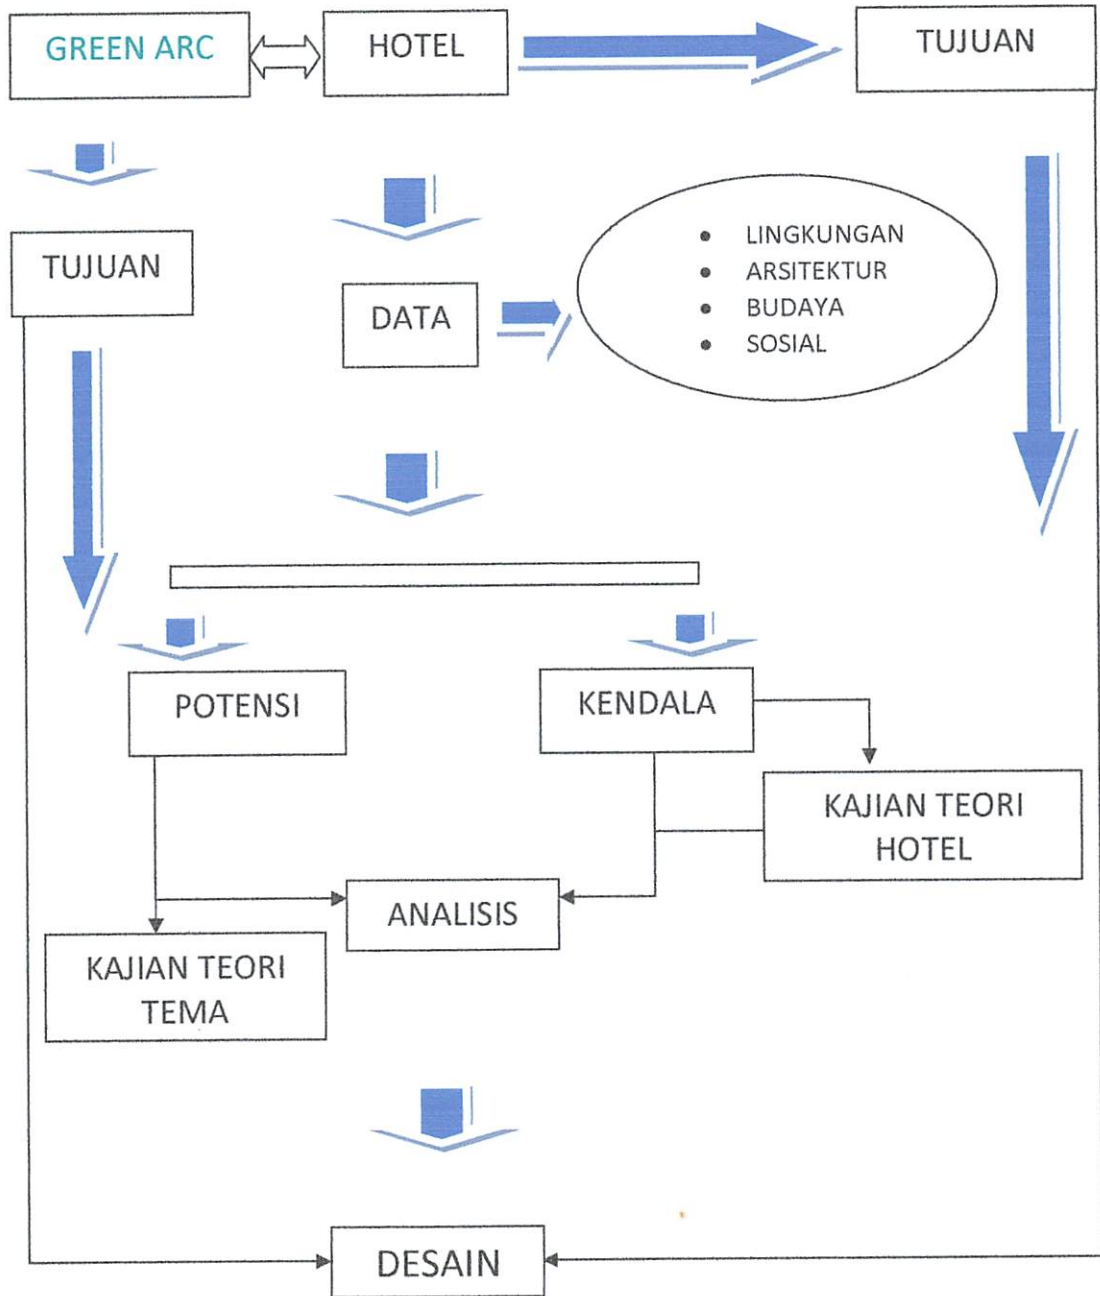 GREEN ARC
HOTEL
TUJUAN
TUJUAN
DATA
• LINGKUNGAN
• ARSITEKTUR
• BUDAYA
• SOSIAL
POTENSI
KENDALA
KAJIAN TEORI
HOTEL
ANALISIS
KAJIAN TEORI
TEMA
DESAIN